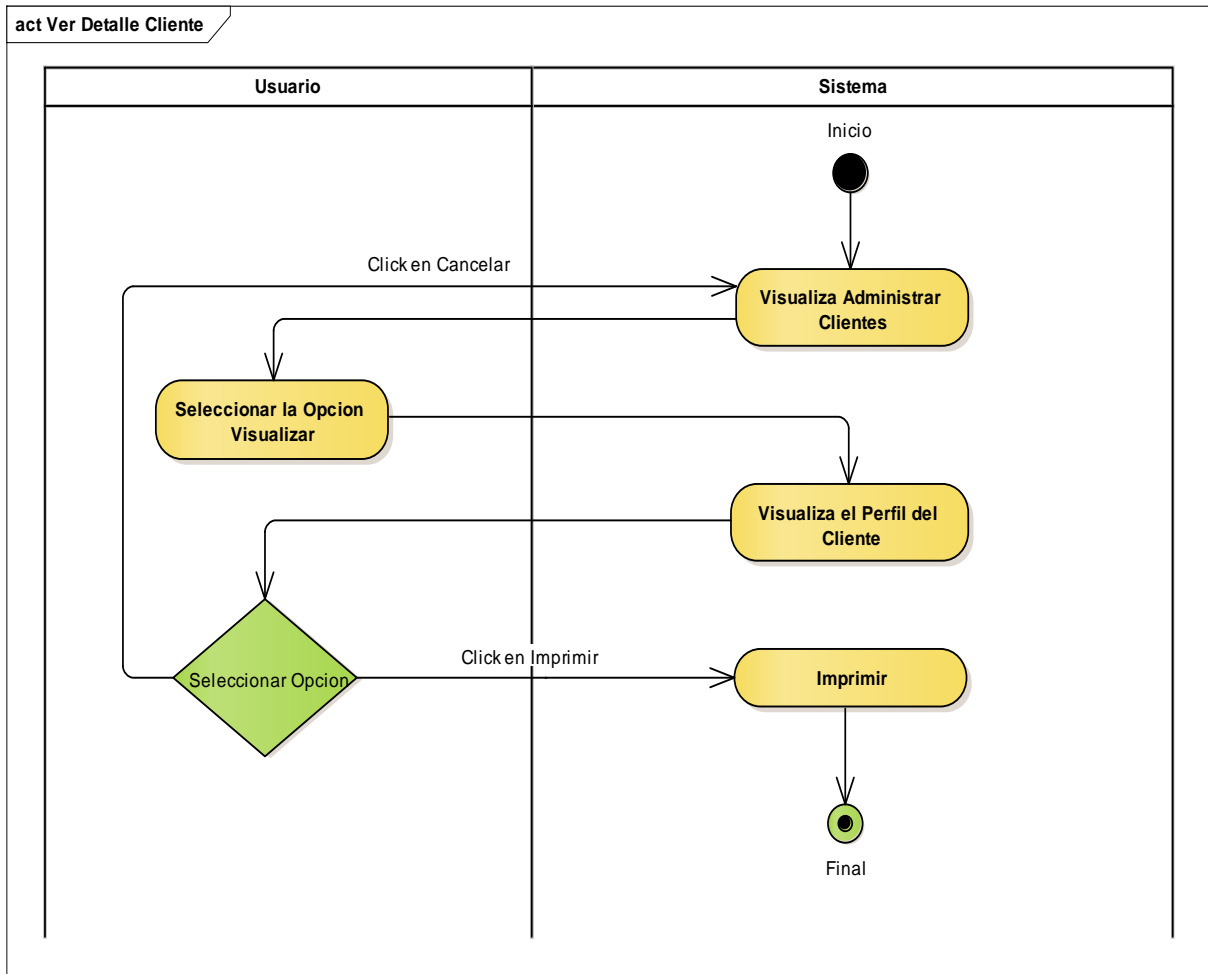 act Ver Detalle Cliente
Usuario
Sistema
Inicio
Click en Cancelar
Visualiza Administrar
Clientes
Seleccionar la Opcion
Visualizar
Visualiza el Perfil del
Cliente
Seleccionar Opcion
Click en Imprimir
Imprimir
Final